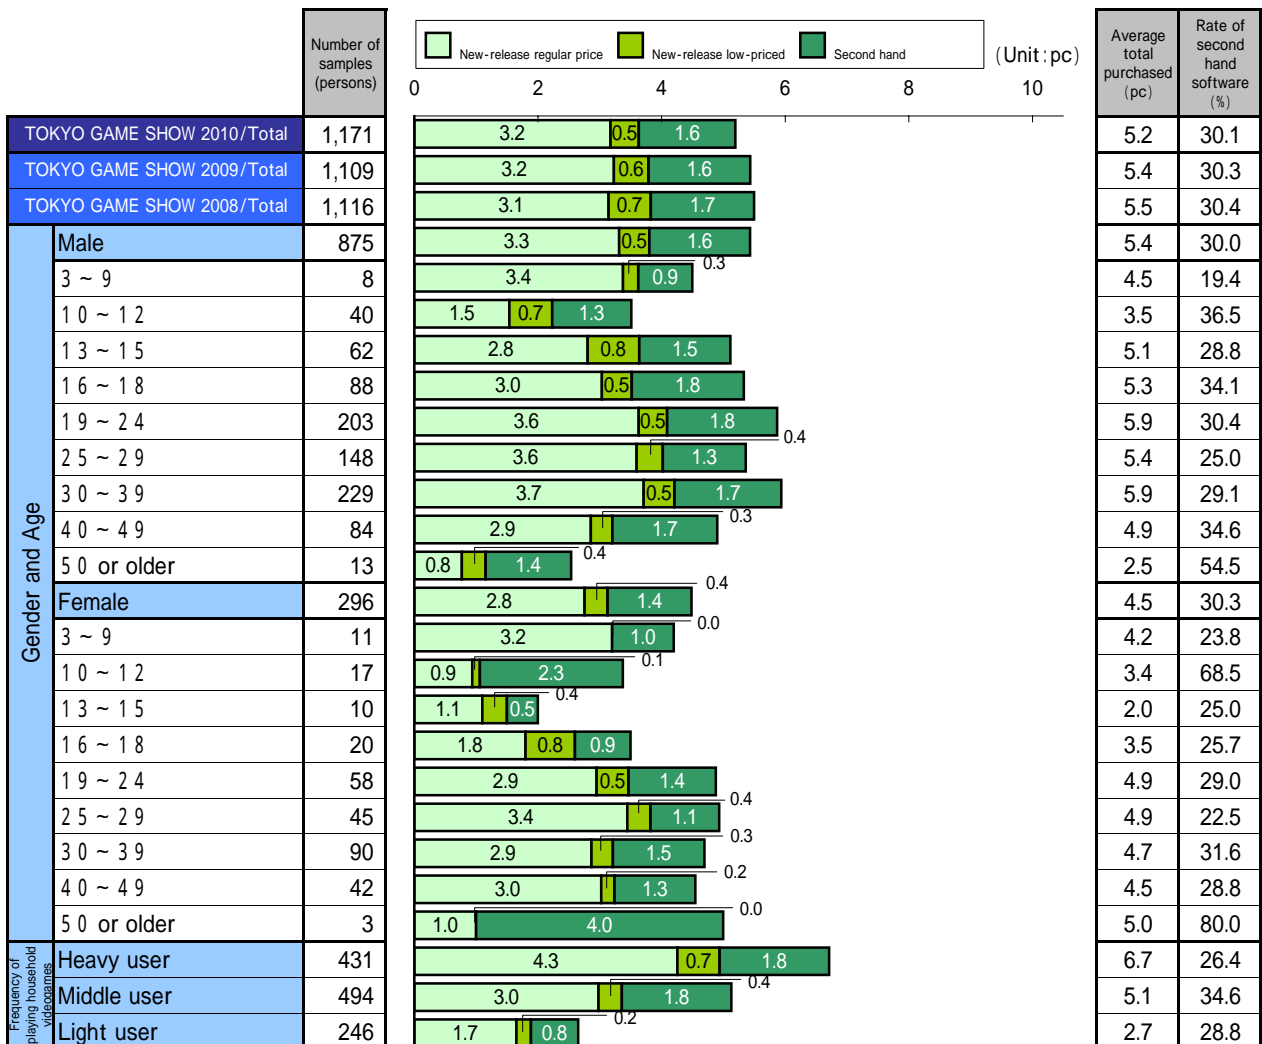 Number of
samples
(persons)
New-release regular price
New-release low-priced
Second hand
(Unit:pc)
Average
total
purchased
(pc)
Rate of
second
hand
software
(%)
0 2 4 6 8 10
TOKYO GAME SHOW 2010/Total 1,171 3.2 0.5 1.6 5.2 30.1
TOKYO GAME SHOW 2009/Total 1,109 3.2 0.6 1.6 5.4 30.3
TOKYO GAME SHOW 2008/Total 1,116 3.1 0.7 1.7 5.5 30.4
Gender and Age
Male 875 3.3 0.5 1.6 5.4 30.0
3 ~ 9 8 3.4 0.3 0.9 4.5 19.4
10 ~ 12 40 1.5 0.7 1.3 3.5 36.5
13 ~ 15 62 2.8 0.8 1.5 5.1 28.8
16 ~ 18 88 3.0 0.5 1.8 5.3 34.1
19 ~ 24 203 3.6 0.5 1.8 5.9 30.4
25 ~ 29 148 3.6 0.4 1.3 5.4 25.0
30 ~ 39 229 3.7 0.5 1.7 5.9 29.1
40 ~ 49 84 2.9 0.3 1.7 4.9 34.6
50 or older 13 0.8 0.4 1.4 2.5 54.5
Female 296 2.8 0.4 1.4 4.5 30.3
3 ~ 9 11 3.2 0.0 1.0 4.2 23.8
10 ~ 12 17 0.9 0.1 2.3 3.4 68.5
13 ~ 15 10 1.1 0.4 0.5 2.0 25.0
16 ~ 18 20 1.8 0.8 0.9 3.5 25.7
19 ~ 24 58 2.9 0.5 1.4 4.9 29.0
25 ~ 29 45 3.4 0.4 1.1 4.9 22.5
30 ~ 39 90 2.9 0.3 1.5 4.7 31.6
40 ~ 49 42 3.0 0.2 1.3 4.5 28.8
50 or older 3 1.0 0.0 4.0 5.0 80.0
Frequency of
playing household
videogames
Heavy user 431 4.3 0.7 1.8 6.7 26.4
Middle user 494 3.0 0.4 1.8 5.1 34.6
Light user 246 1.7 0.2 0.8 2.7 28.8